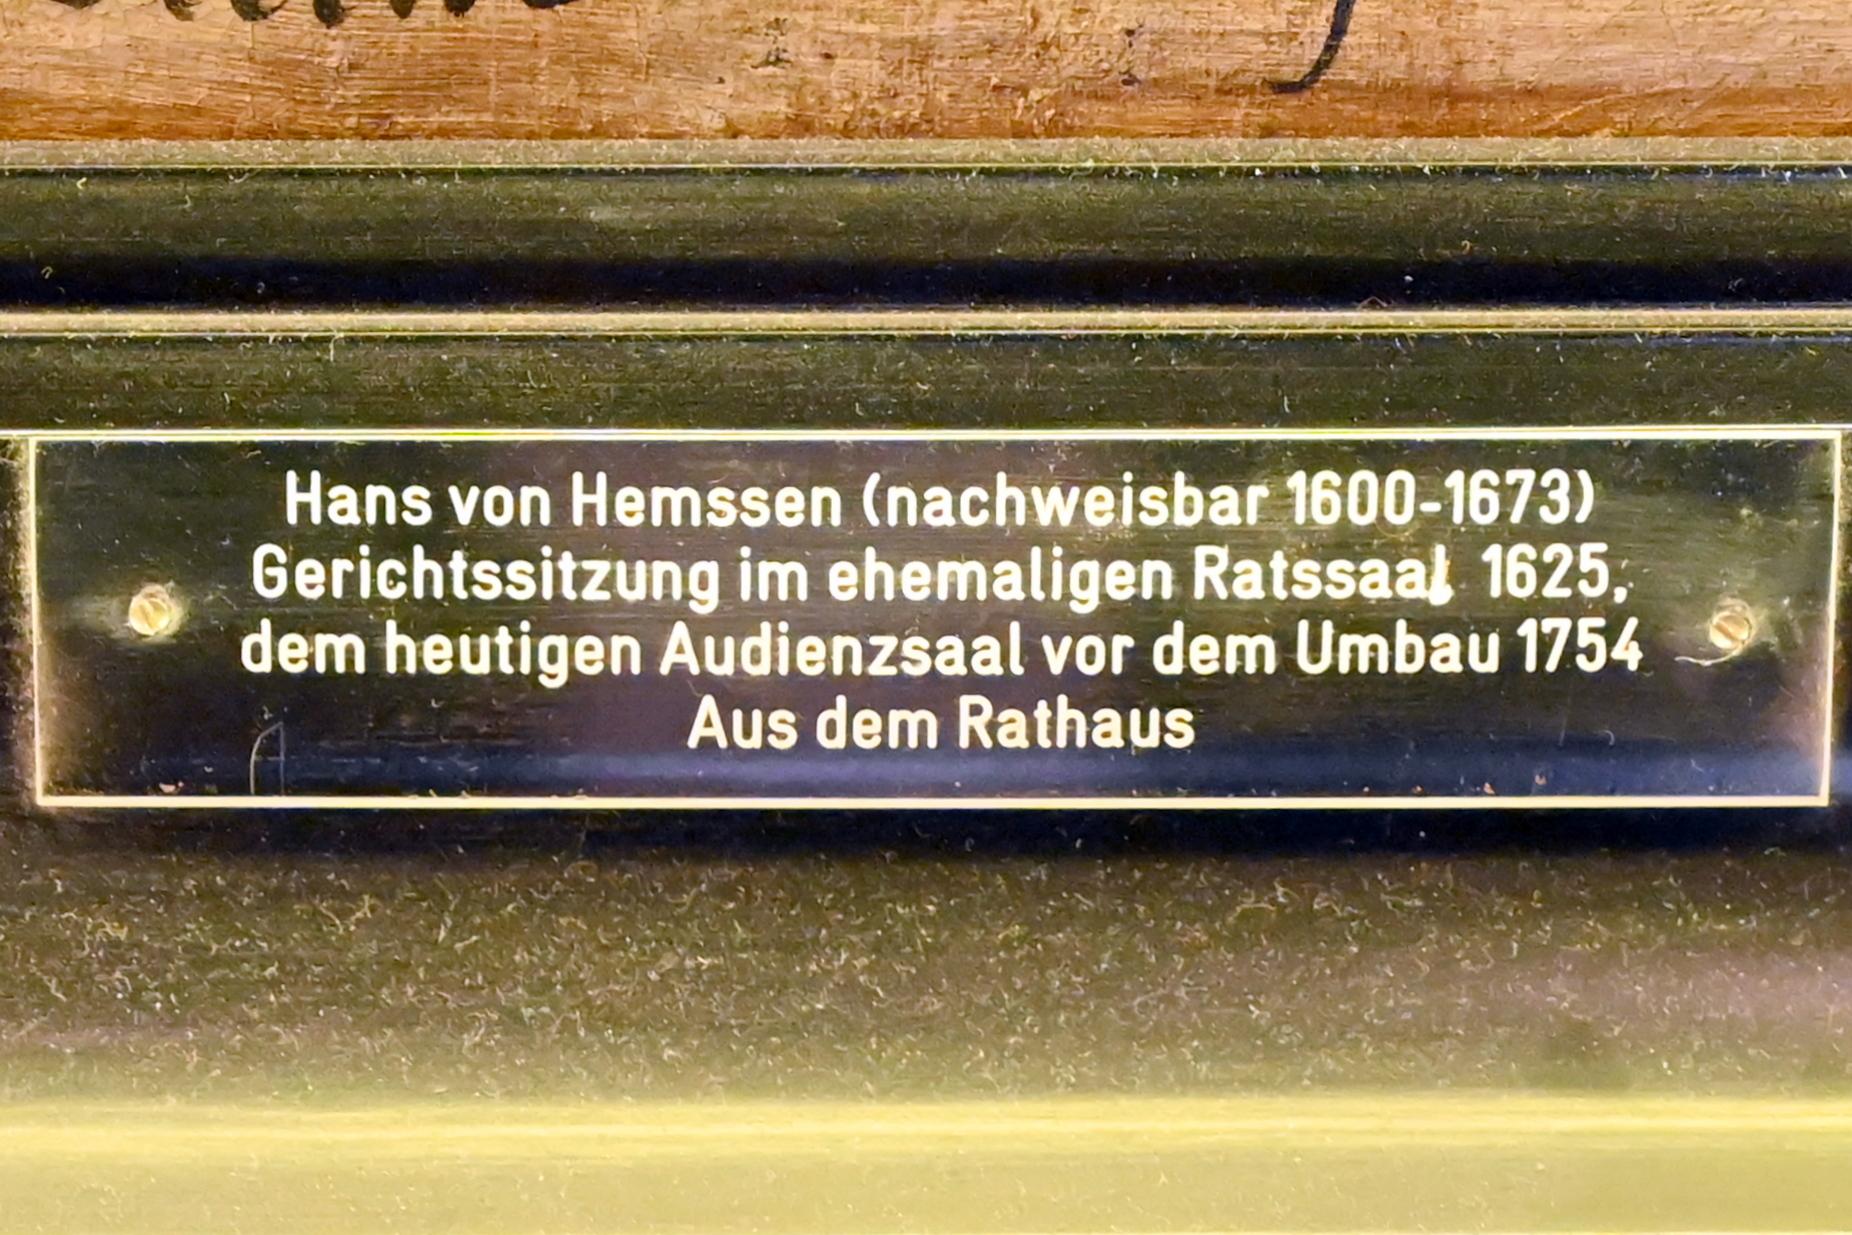 Hans von Hemssen (nachweisbar 1600-1673)
Gerichtssitzung im ehemaligen Ratssaal 1625,
dem heutigen Audienzsaal vor dem Umbau 1754
Aus dem Rathaus